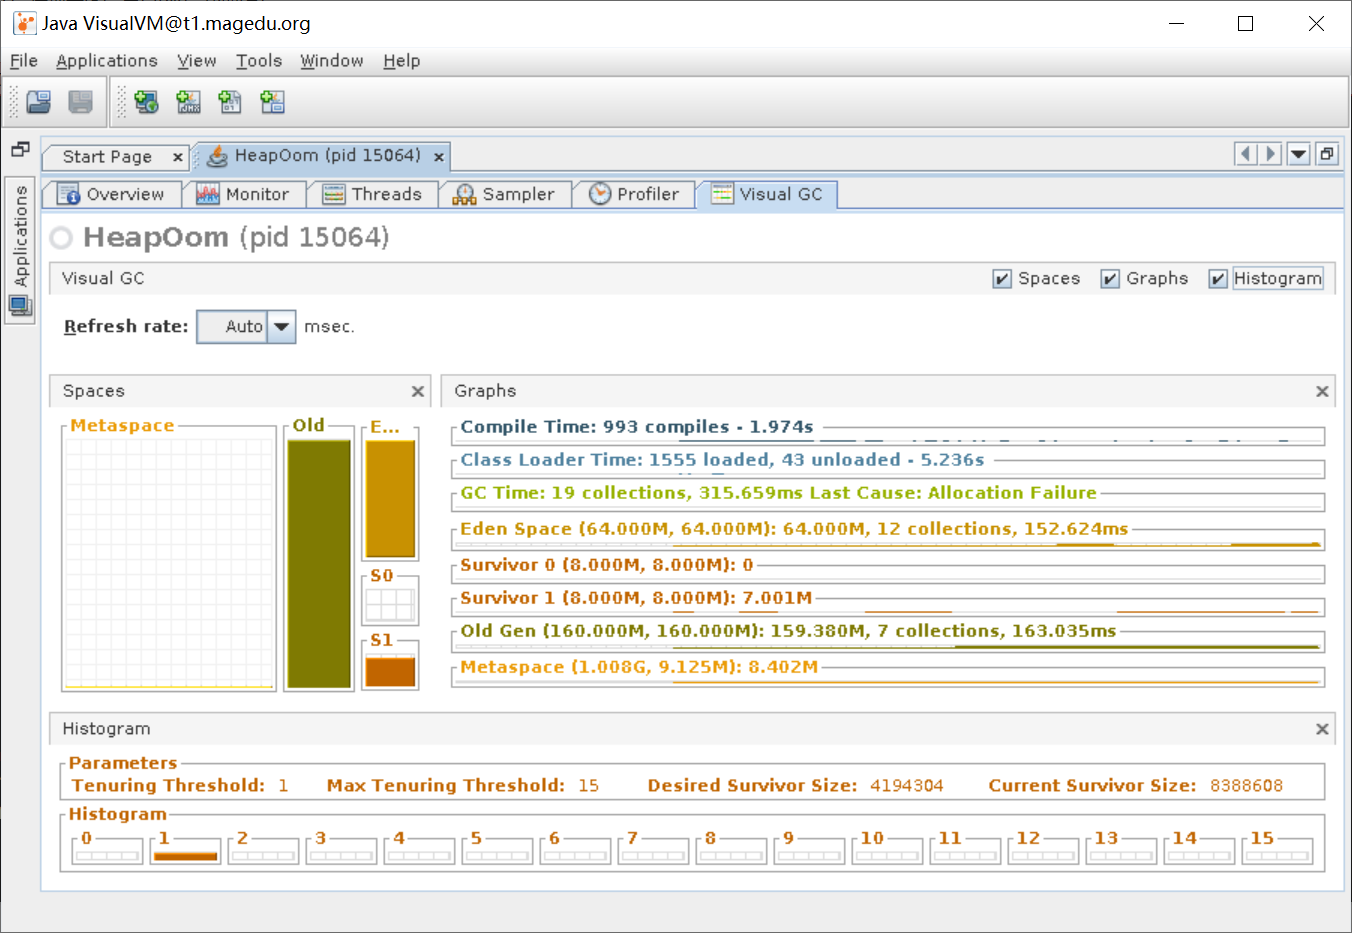 Java VisualVM@t1.magedu.org
File Applications View Tools Window Help
Start Page HeapOom (pid 15064)
Applications
Overview Monitor Threads Sampler Profiler Visual GC
HeapOom (pid 15064)
Visual GC Spaces Graphs Histogram
Refresh rate: Auto msec.
Spaces
Metaspace Old E...
S0
S1
Graphs
Compile Time: 993 compiles - 1.974s
Class Loader Time: 1555 loaded, 43 unloaded - 5.236s
GC Time: 19 collections, 315.659ms Last Cause: Allocation Failure
Eden Space (64.000M, 64.000M): 64.000M, 12 collections, 152.624ms
Survivor 0 (8.000M, 8.000M): 0
Survivor 1 (8.000M, 8.000M): 7.001M
Old Gen (160.000M, 160.000M): 159.380M, 7 collections, 163.035ms
Metaspace (1.008G, 9.125M): 8.402M
Histogram
Parameters
Tenuring Threshold: 1 Max Tenuring Threshold: 15 Desired Survivor Size: 4194304 Current Survivor Size: 8388608
Histogram
0 1 2 3 4 5 6 7 8 9 10 11 12 13 14 15